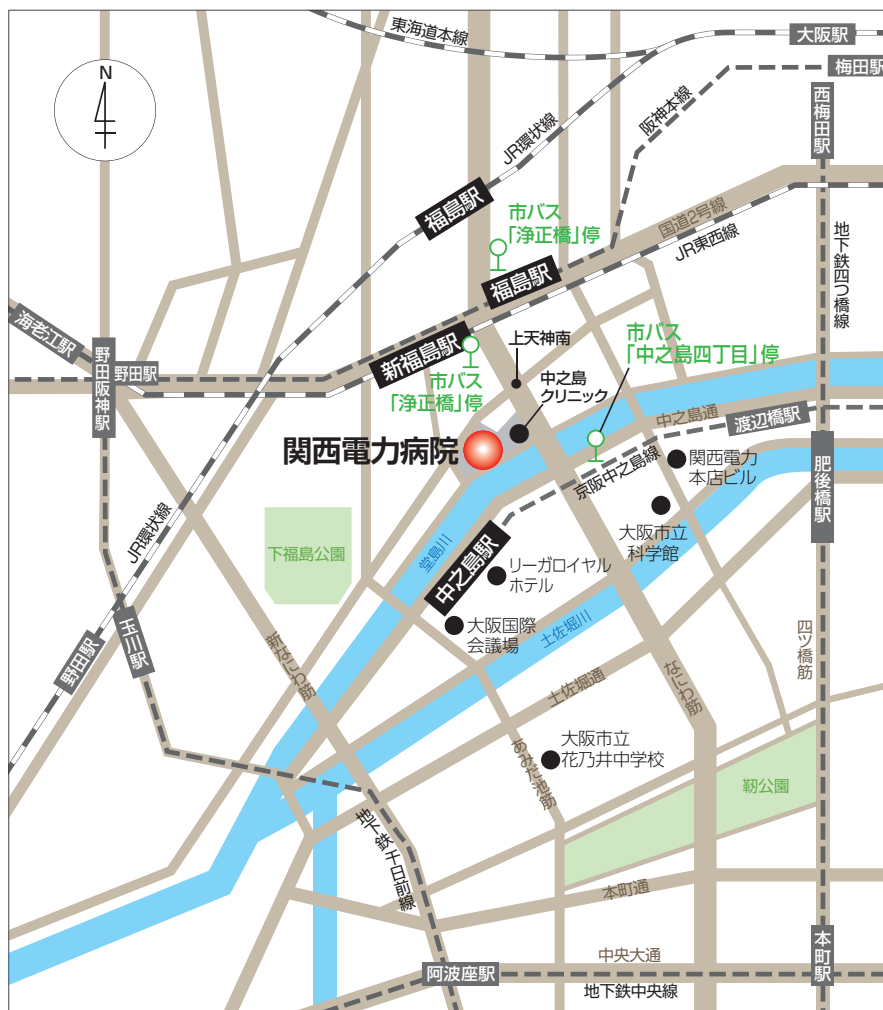 東海道本線
大阪駅
梅田駅
N
西梅田駅
阪神本線
JR環状線
福島駅
市バス
「浄正橋」停
国道2号線
JR東西線
地下鉄四つ橋線
福島駅
海老江駅
新福島駅
上天神南
市バス
「中之島四丁目」停
野田阪神駅
野田駅
市バス
「浄正橋」停
中之島
クリニック
中之島通
渡辺橋駅
関西電力病院
京阪中之島線
関西電力
本店ビル
肥後橋駅
JR環状線
大阪市立
科学館
下福島公園
堂島川
中之島駅
リーガロイヤル
ホテル
大阪国際
会議場
土佐堀川
野田駅
玉川駅
新なにわ筋
四ツ橋筋
土佐堀通
なにわ筋
あみだ池筋
大阪市立
花乃井中学校
靭公園
地下鉄千日前線
本町通
中央大通
本町駅
阿波座駅
地下鉄中央線